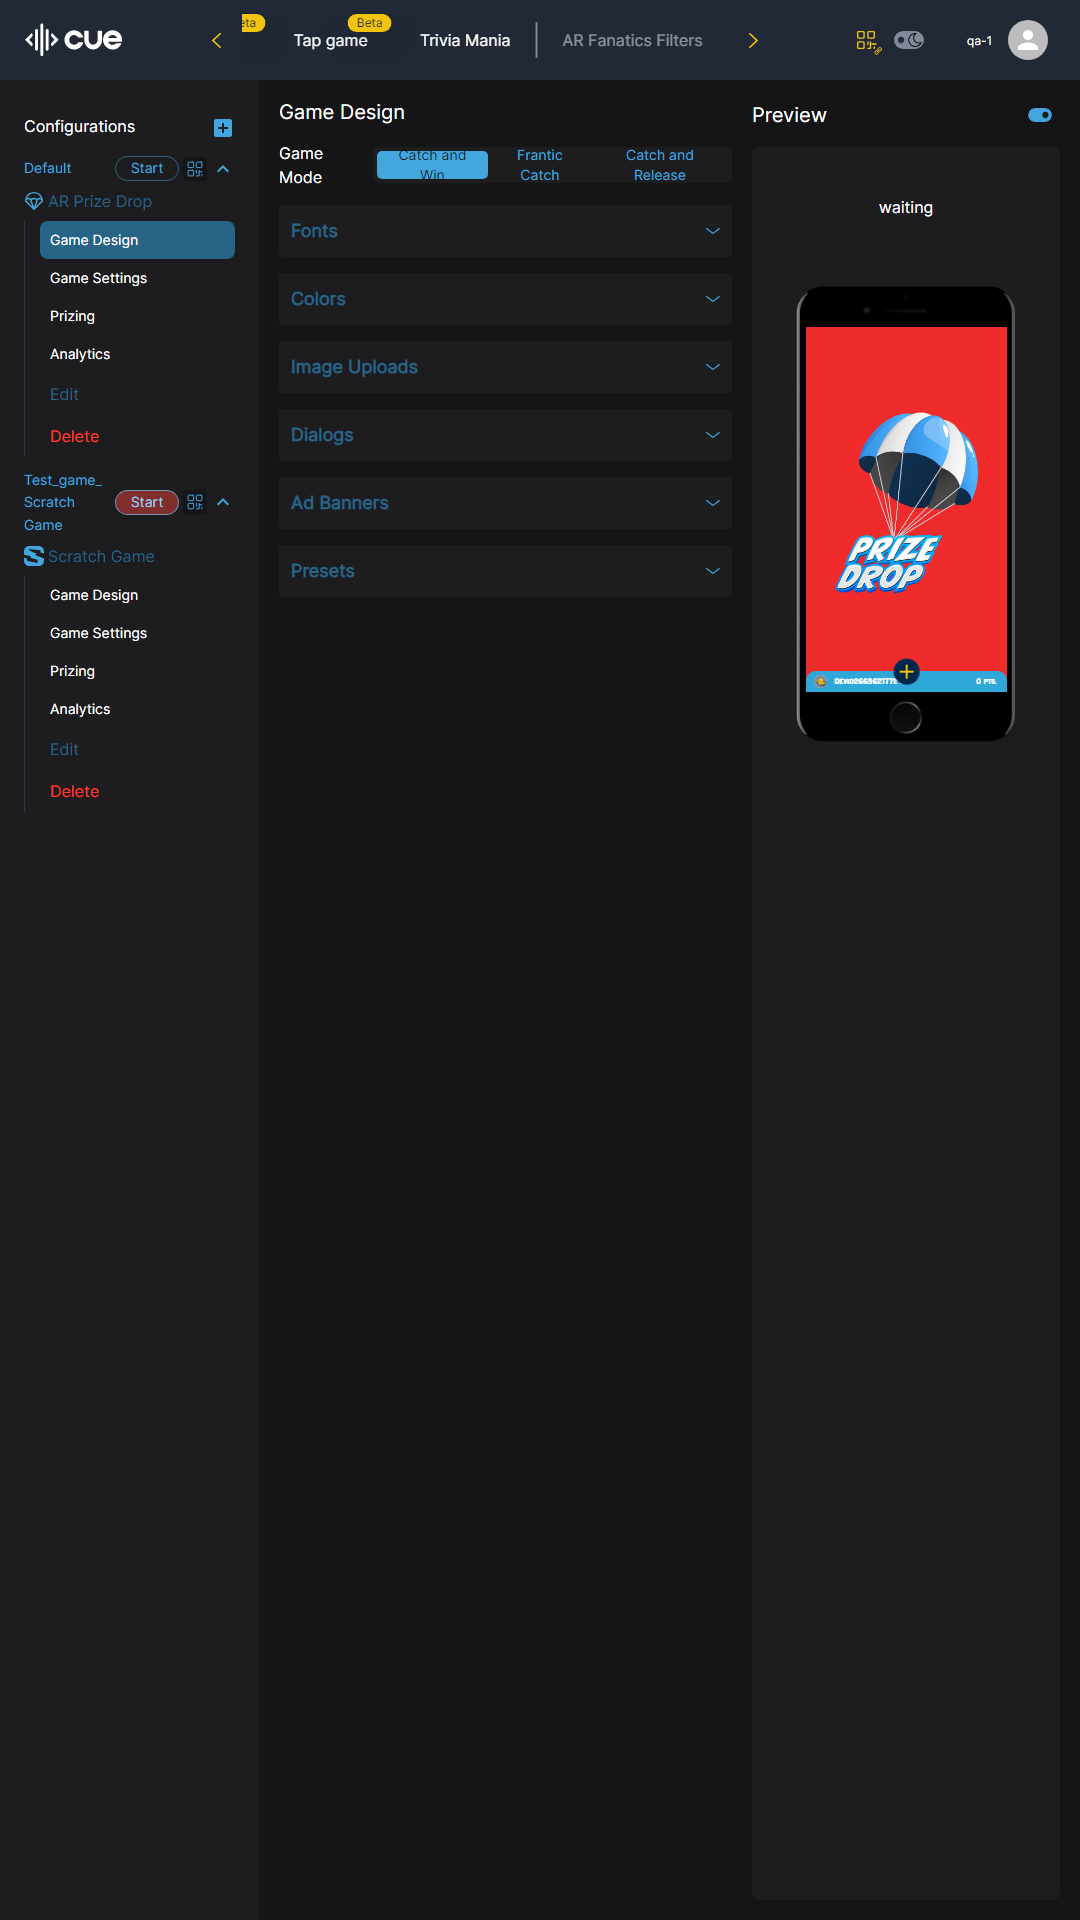 cue
eta
Beta
Tap game
Trivia Mania
AR Fanatics Filters
qa-1
Configurations
Default
Start
AR Prize Drop
Game Design
Game Settings
Prizing
Analytics
Edit
Delete
Test_game_
Scratch
Game
Start
Scratch Game
Game Design
Game Settings
Prizing
Analytics
Edit
Delete
Game Design
Game
Mode
Catch and
Win
Frantic
Catch
Catch and
Release
Fonts
Colors
Image Uploads
Dialogs
Ad Banners
Presets
Preview
waiting
PRIZE
DROP
0 PTS.